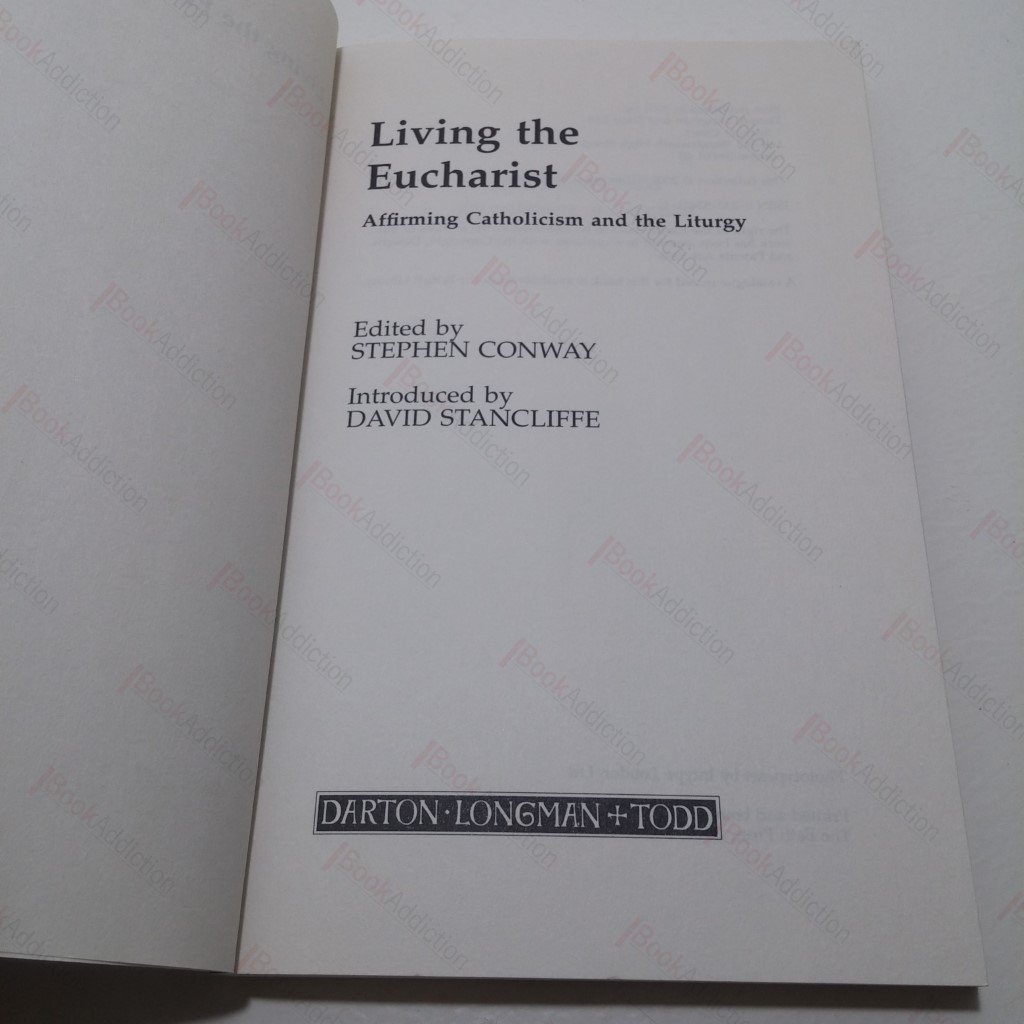 Living the
Eucharist
Affirming Catholicism and the Liturgy
Edited by
STEPHEN CONWAY
Introduced by
DAVID STANCLIFFE
DARTON·LONGMAN+TODD
BookAddiction